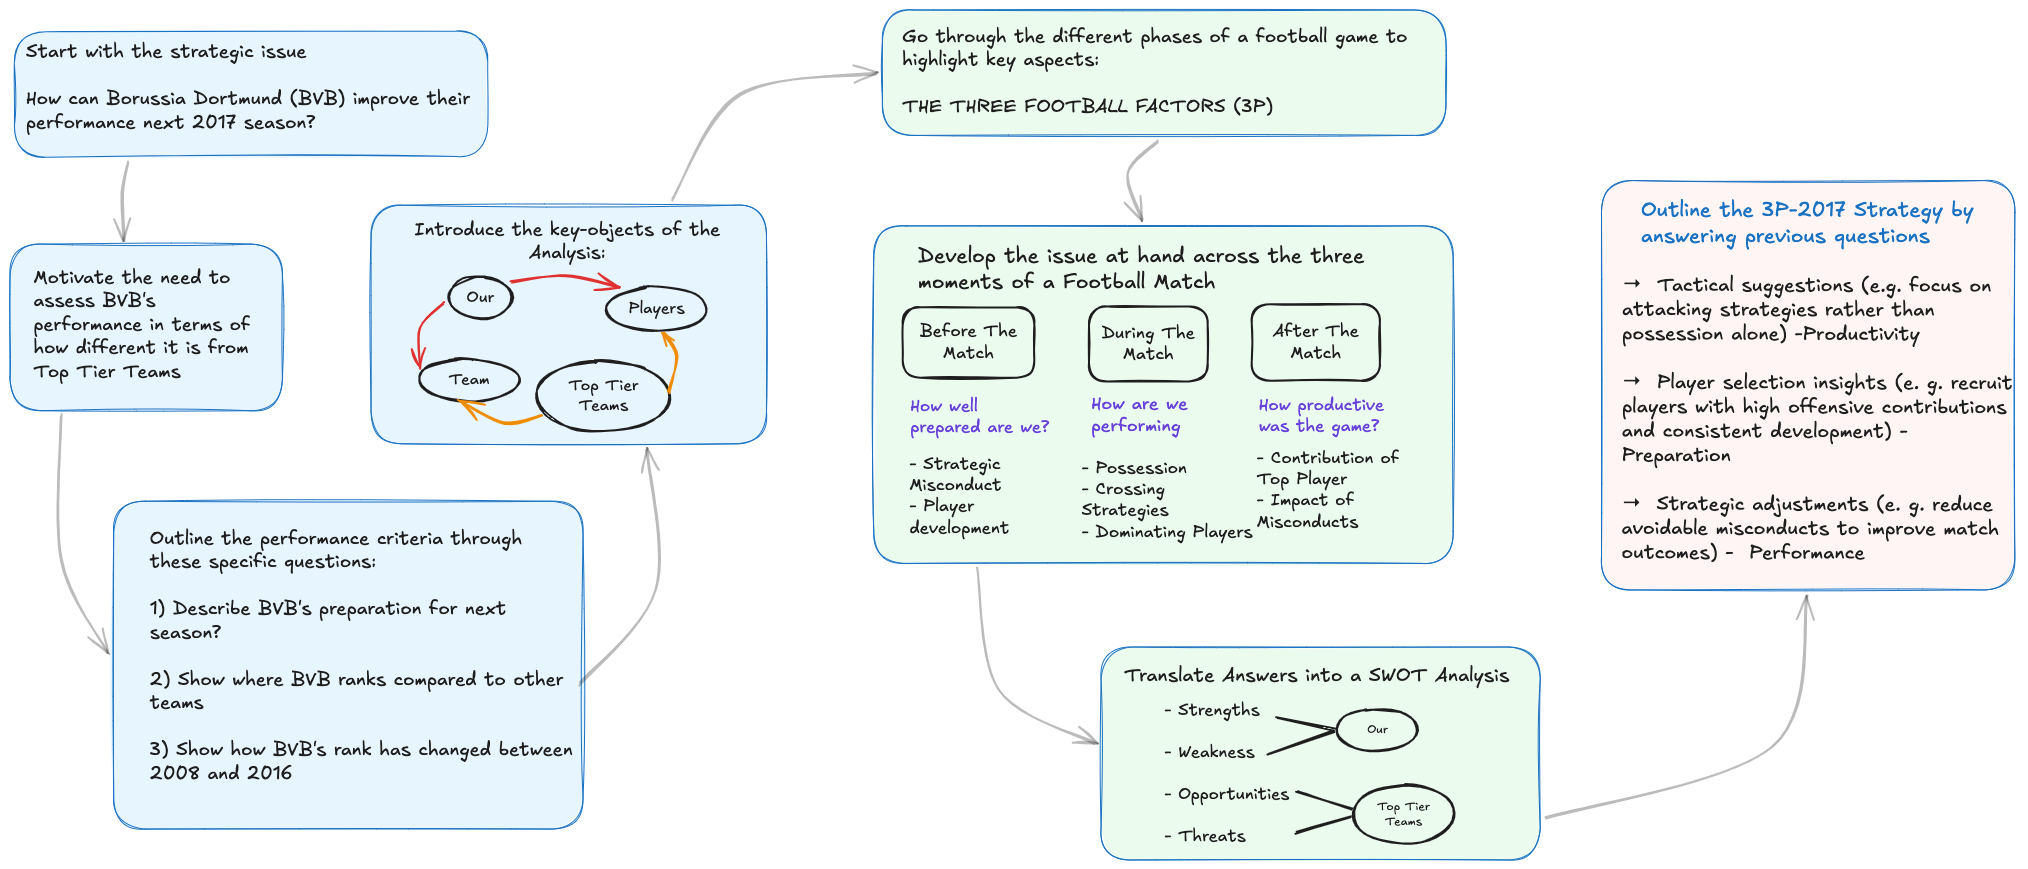 Start with the strategic issue
How can Borussia Dortmund (BVB) improve their
performance next 2017 season?
Motivate the need to
assess BVB's
performance in terms of
how different it is from
Top Tier Teams
Outline the performance criteria through
these specific questions:
1) Describe BVB's preparation for next
season?
2) Show where BVB ranks compared to other
teams
3) Show how BVB's rank has changed between
2008 and 2016
Introduce the key-objects of the
Analysis:
Our
Players
Team
Top Tier
Teams
Go through the different phases of a football game to
highlight key aspects:
THE THREE FOOTBALL FACTORS (3P)
Develop the issue at hand across the three
moments of a Football Match
Before The
Match
How well
prepared are we?
- Strategic
Misconduct
- Player
development
During The
Match
How are we
performing
- Possession
- Crossing
Strategies
- Dominating Players
After The
Match
How productive
was the game?
- Contribution of
Top Player
- Impact of
Misconducts
Translate Answers into a SWOT Analysis
- Strengths
- Weakness
- Opportunities
- Threats
Our
Top Tier
Teams
Outline the 3P-2017 Strategy by
answering previous questions
→ Tactical suggestions (e.g. focus on
attacking strategies rather than
possession alone) -Productivity
→ Player selection insights (e. g. recruit
players with high offensive contributions
and consistent development) -
Preparation
→ Strategic adjustments (e. g. reduce
avoidable misconducts to improve match
outcomes) - Performance